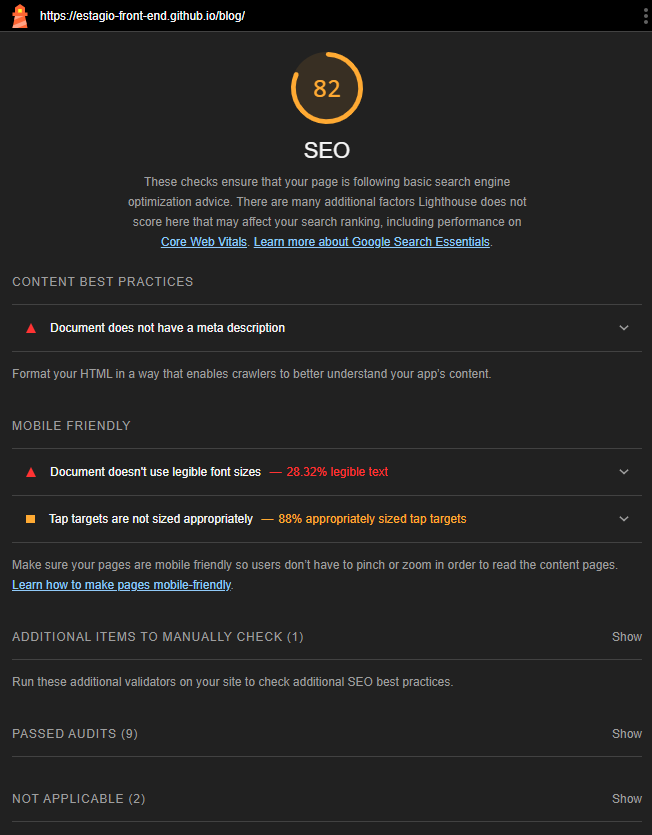 https://estagio-front-end.github.io/blog/
82
SEO
These checks ensure that your page is following basic search engine
optimization advice. There are many additional factors Lighthouse does not
score here that may affect your search ranking, including performance on
Core Web Vitals. Learn more about Google Search Essentials.
CONTENT BEST PRACTICES
Document does not have a meta description
Format your HTML in a way that enables crawlers to better understand your app's content.
MOBILE FRIENDLY
Document doesn't use legible font sizes — 28.32% legible text
Tap targets are not sized appropriately — 88% appropriately sized tap targets
Make sure your pages are mobile friendly so users don't have to pinch or zoom in order to read the content pages.
Learn how to make pages mobile-friendly.
ADDITIONAL ITEMS TO MANUALLY CHECK (1) Show
Run these additional validators on your site to check additional SEO best practices.
PASSED AUDITS (9) Show
NOT APPLICABLE (2) Show